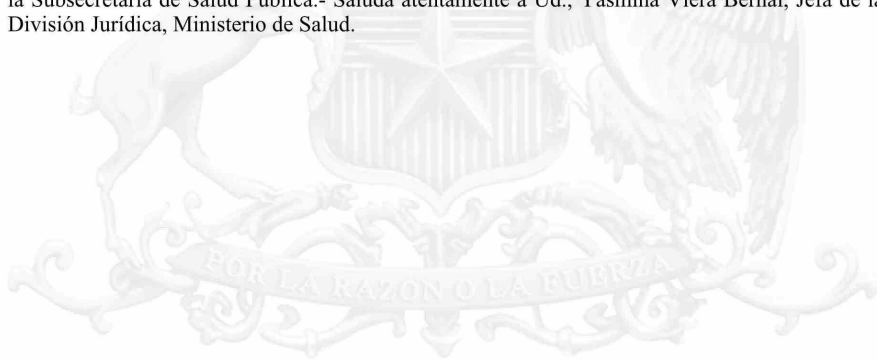 la Subsecretaría de Salud Pública.- Saluda atentamente a Ud., Yasmina Viera Bernal, Jefa de la
División Jurídica, Ministerio de Salud.
POR LA RAZON O LA FUERZA